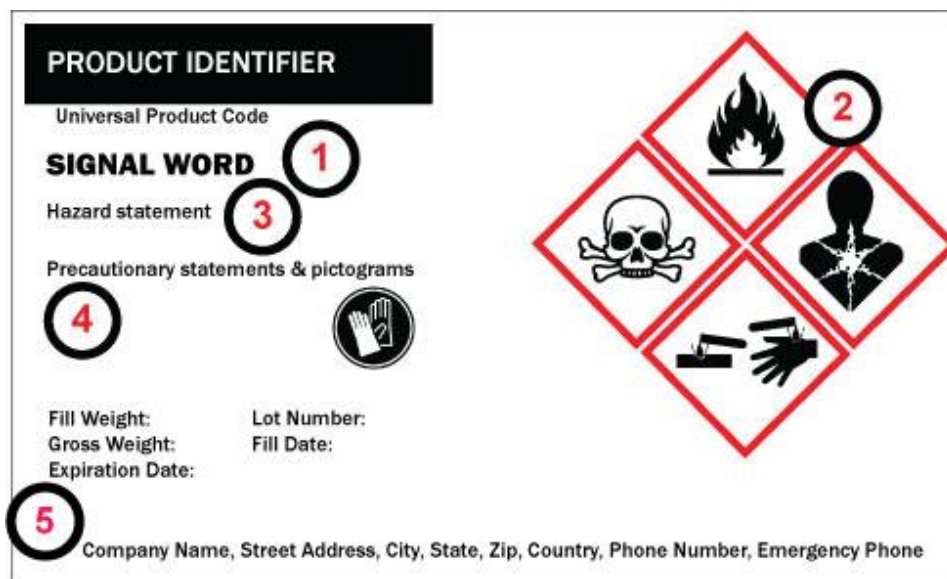 PRODUCT IDENTIFIER
Universal Product Code
SIGNAL WORD 1
Hazard statement 3
Precautionary statements & pictograms
4
2
Fill Weight: Lot Number:
Gross Weight: Fill Date:
Expiration Date:
5
Company Name, Street Address, City, State, Zip, Country, Phone Number, Emergency Phone